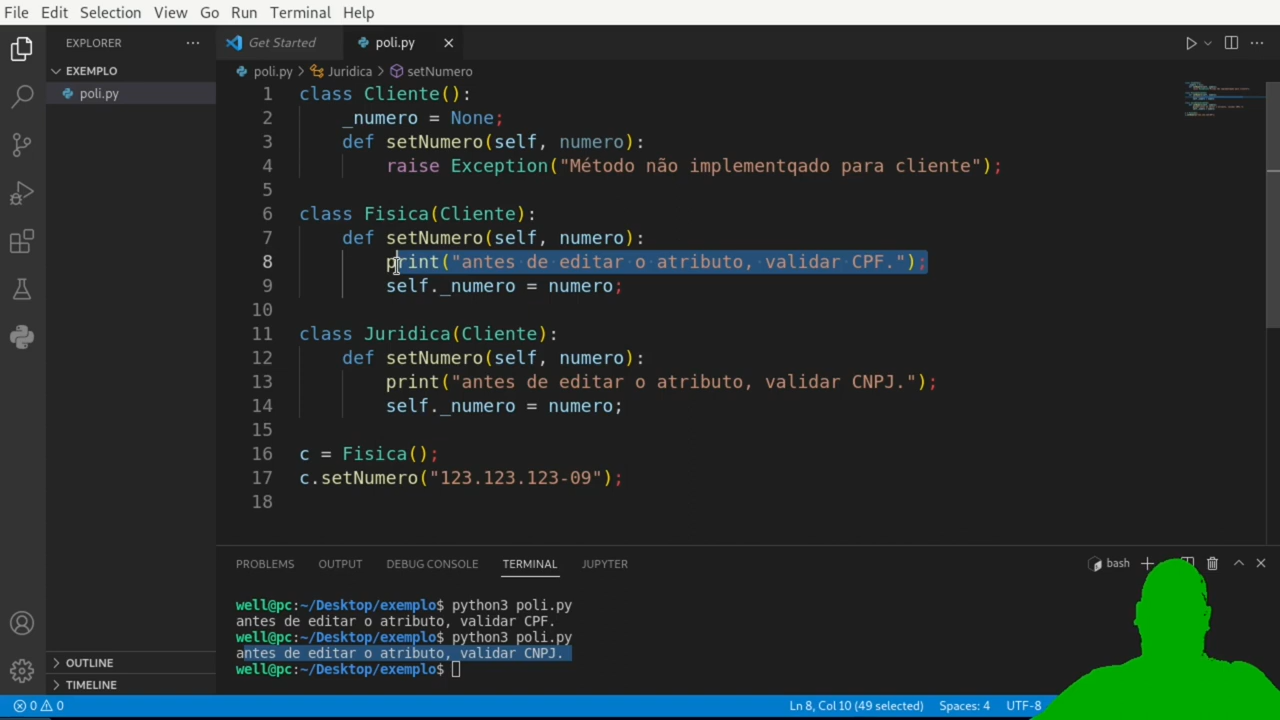 File Edit Selection View Go Run Terminal Help
EXPLORER ···
Get Started poli.py
EXEMPLO
poli.py
poli.py > Juridica > setNumero
1 class Cliente():
2 _numero = None;
3 def setNumero(self, numero):
4 raise Exception("Método não implementqado para cliente");
5
6 class Fisica(Cliente):
7 def setNumero(self, numero):
8 print("antes de editar o atributo, validar CPF.");
9 self._numero = numero;
10
11 class Juridica(Cliente):
12 def setNumero(self, numero):
13 print("antes de editar o atributo, validar CNPJ.");
14 self._numero = numero;
15
16 c = Fisica();
17 c.setNumero("123.123.123-09");
18
PROBLEMS OUTPUT DEBUG CONSOLE TERMINAL JUPYTER
bash
well@pc:~/Desktop/exemplo$ python3 poli.py
antes de editar o atributo, validar CPF.
well@pc:~/Desktop/exemplo$ python3 poli.py
antes de editar o atributo, validar CNPJ.
well@pc:~/Desktop/exemplo$
OUTLINE
TIMELINE
0 0 Ln 8, Col 10 (49 selected) Spaces: 4 UTF-8